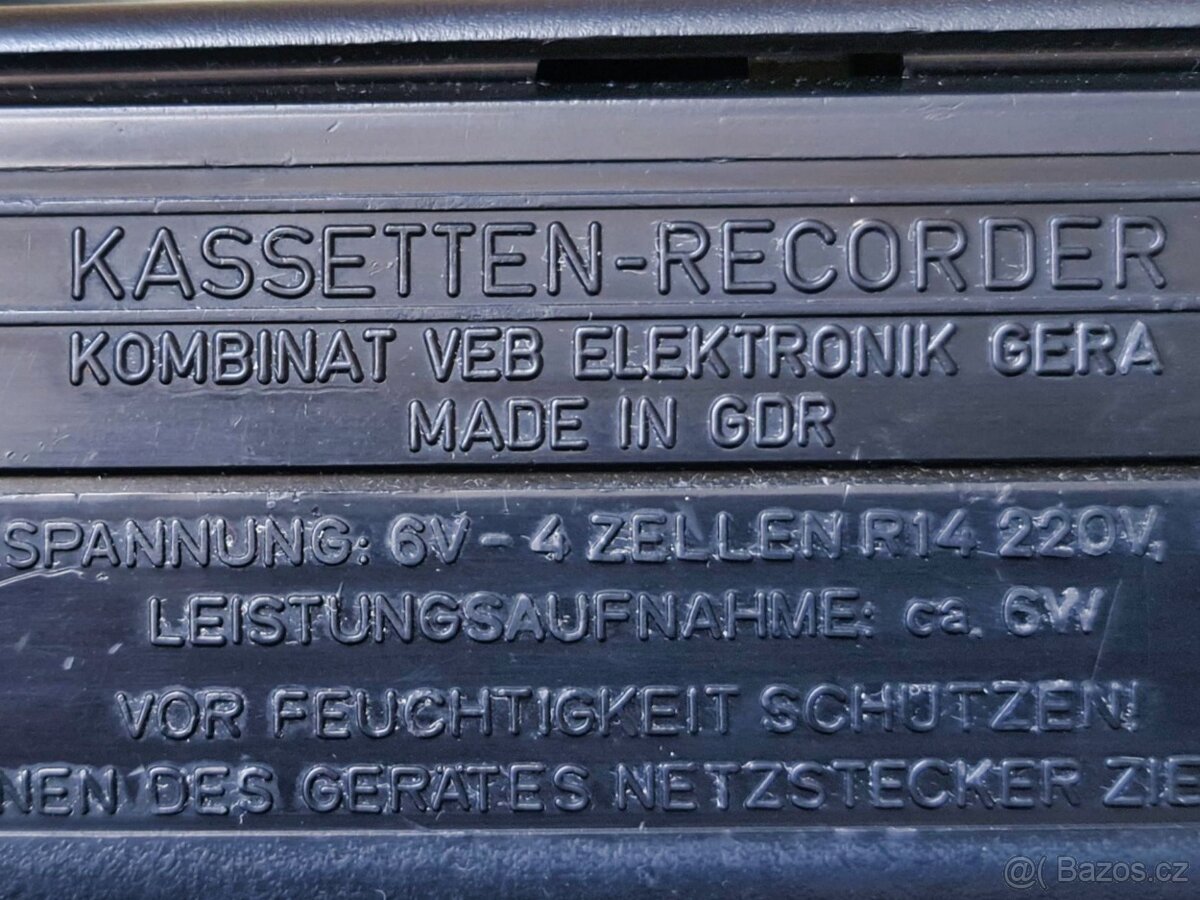 KASSETTEN-RECORDER
KOMBINAT VEB ELEKTRONIK GERA
MADE IN GDR
SPANNUNG: 6V - 4 ZELLEN R14 220V,
LEISTUNGSAUFNAHME: ca. 6W
VOR FEUCHTIGKEIT SCHÜTZEN!
NEN DES GERÄTES NETZSTECKER ZIE
@( Bazos.cz